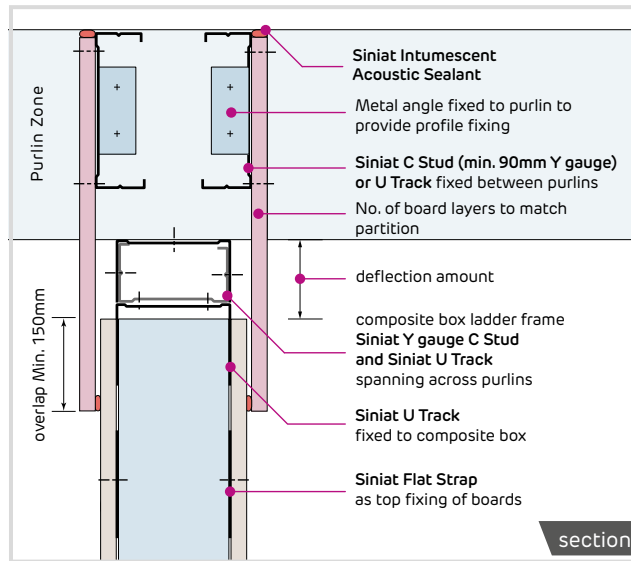 Siniat Intumescent
Acoustic Sealant
Metal angle fixed to purlin to
provide profile fixing
Purlin Zone
Siniat C Stud (min. 90mm Y gauge)
or U Track fixed between purlins
No. of board layers to match
partition
deflection amount
composite box ladder frame
Siniat Y gauge C Stud
and Siniat U Track
spanning across purlins
overlap Min. 150mm
Siniat U Track
fixed to composite box
Siniat Flat Strap
as top fixing of boards
section